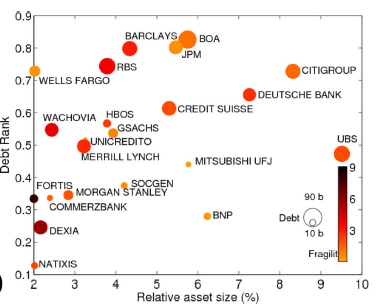 0.9
0.8
0.7
0.6
0.5
0.4
0.3
0.2
0.1
Debt Rank
BARCLAYS
BOA
JPM
RBS
WELLS FARGO
CITIGROUP
DEUTSCHE BANK
CREDIT SUISSE
WACHOVIA
HBOS
GSACHS
UNICREDITO
MERRILL LYNCH
MITSUBISHI UFJ
UBS
FORTIS
SOCGEN
MORGAN STANLEY
COMMERZBANK
BNP
DEXIA
NATIXIS
90 b
Debt
10 b
Fragilit
9
6
3
2 3 4 5 6 7 8 9 10
Relative asset size (%)